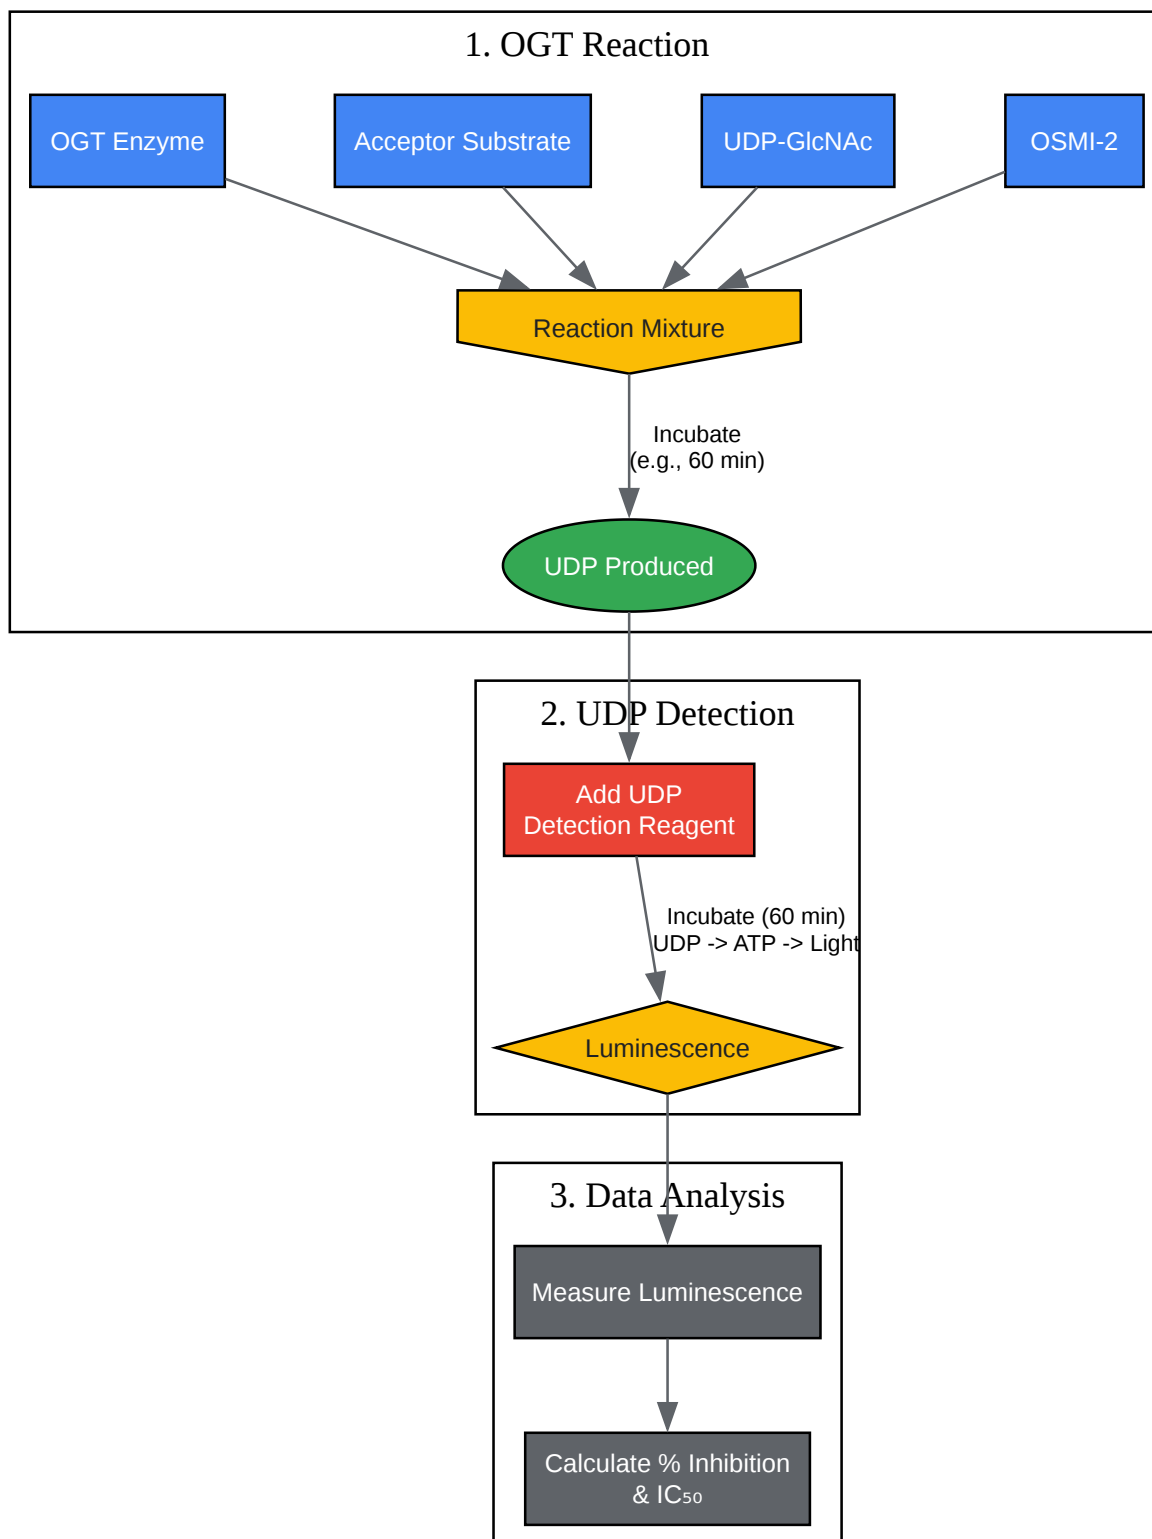 1. OGT Reaction
OGT Enzyme
Acceptor Substrate
UDP-GlcNAc
OSMI-2
Reaction Mixture
Incubate
(e.g., 60 min)
UDP Produced
2. UDP Detection
Add UDP
Detection Reagent
Incubate (60 min)
UDP -> ATP -> Light
Luminescence
3. Data Analysis
Measure Luminescence
Calculate % Inhibition
& IC₅₀